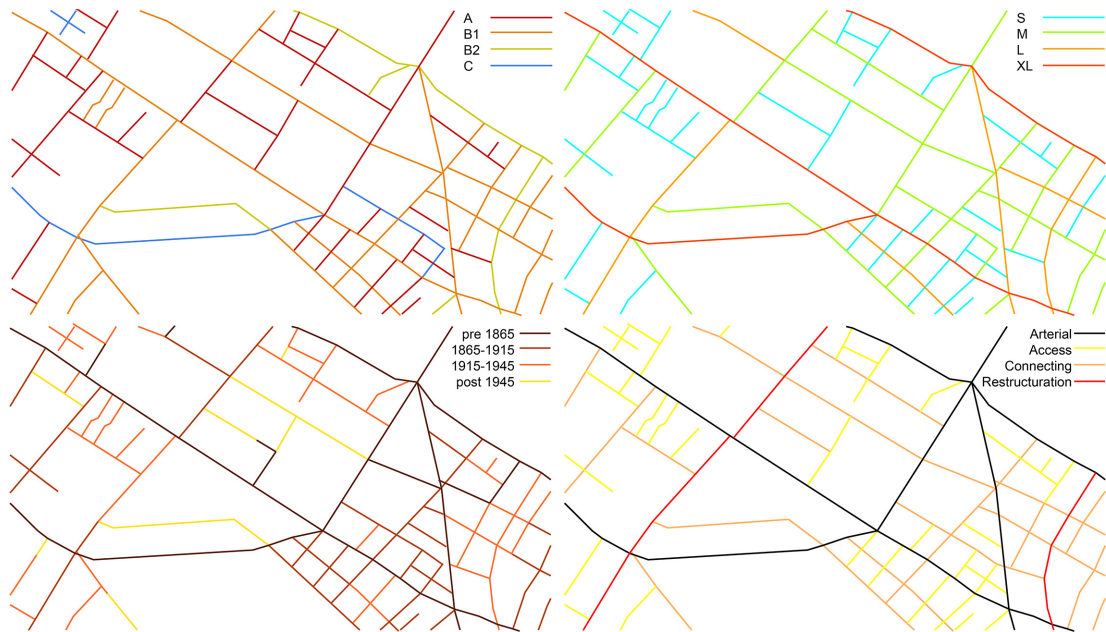 A
B1
B2
C
S
M
L
XL
pre 1865
1865-1915
1915-1945
post 1945
Arterial
Access
Connecting
Restructuration